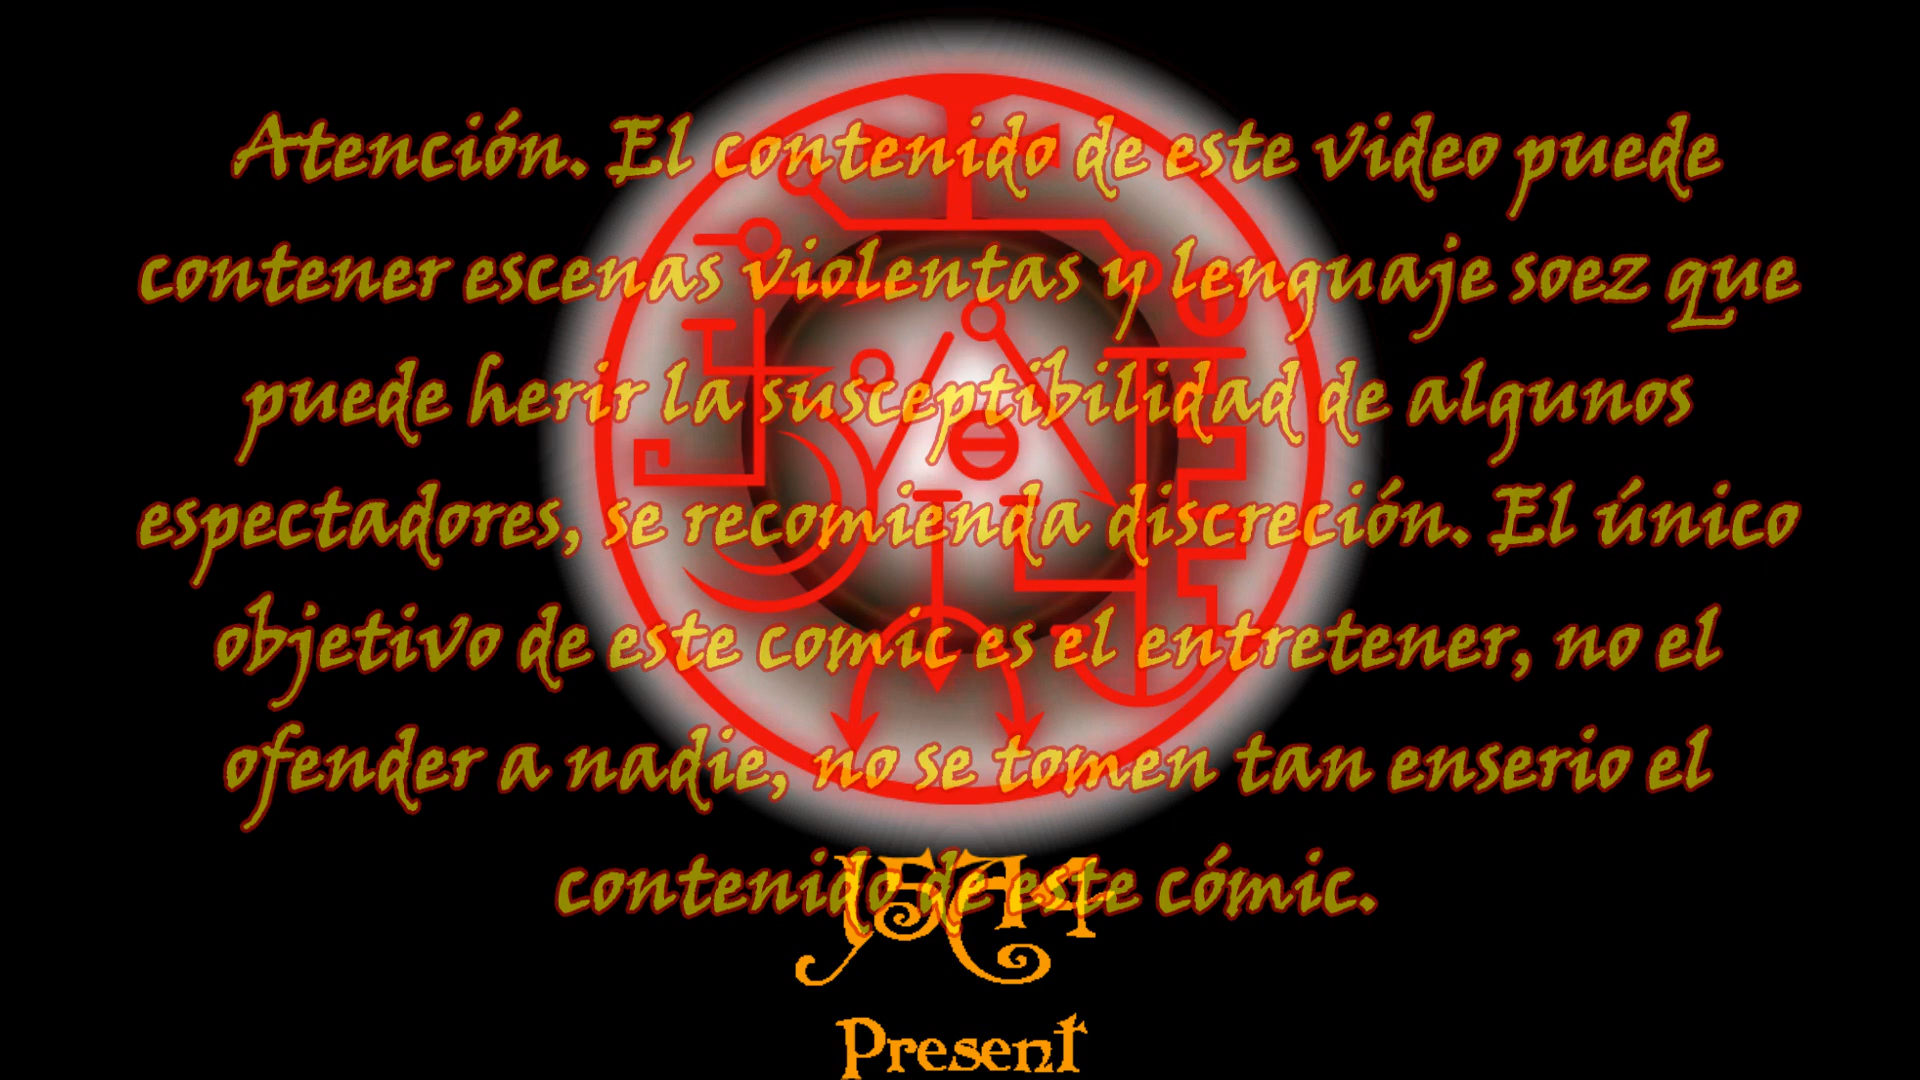 Atención. El contenido de este video puede
contener escenas violentas y lenguaje soez que
puede herir la susceptibilidad de algunos
espectadores, se recomienda discreción. El único
objetivo de este comic es el entretener, no el
ofender a nadie, no se tomen tan enserio el
contenido de este cómic.
Present